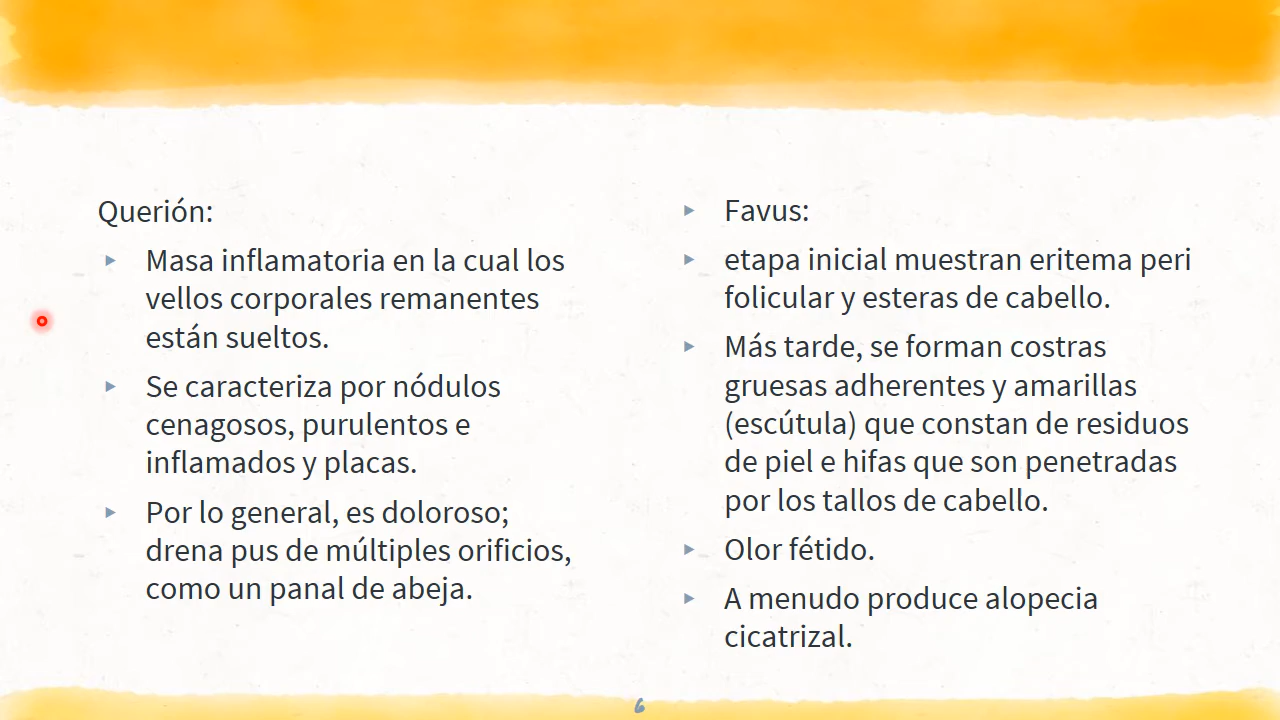 Querión:
Masa inflamatoria en la cual los
vellos corporales remanentes
están sueltos.
Se caracteriza por nódulos
cenagosos, purulentos e
inflamados y placas.
Por lo general, es doloroso;
drena pus de múltiples orificios,
como un panal de abeja.
Favus:
etapa inicial muestran eritema peri
folicular y esteras de cabello.
Más tarde, se forman costras
gruesas adherentes y amarillas
(escútula) que constan de residuos
de piel e hifas que son penetradas
por los tallos de cabello.
Olor fétido.
A menudo produce alopecia
cicatrizal.
6